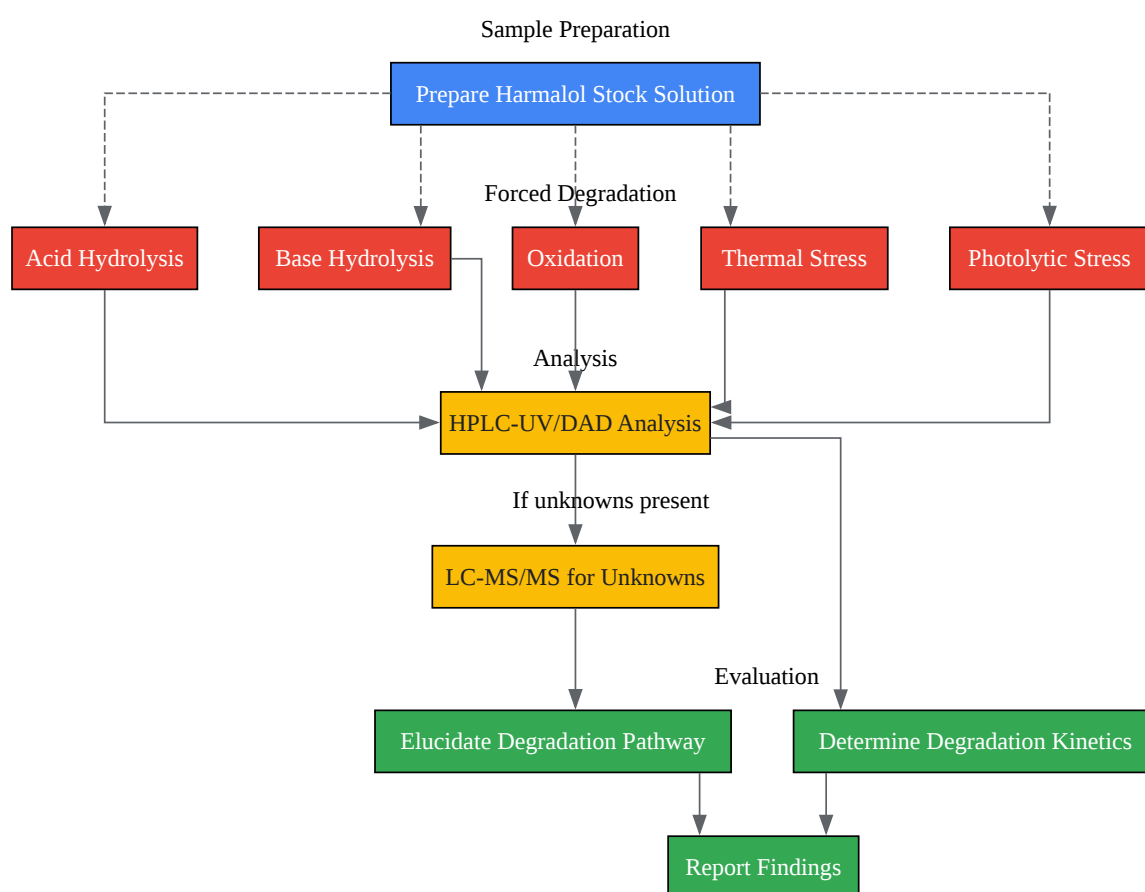 Sample Preparation
Prepare Harmalol Stock Solution
Forced Degradation
Acid Hydrolysis
Base Hydrolysis
Oxidation
Thermal Stress
Photolytic Stress
Analysis
HPLC-UV/DAD Analysis
If unknowns present
LC-MS/MS for Unknowns
Evaluation
Elucidate Degradation Pathway
Determine Degradation Kinetics
Report Findings